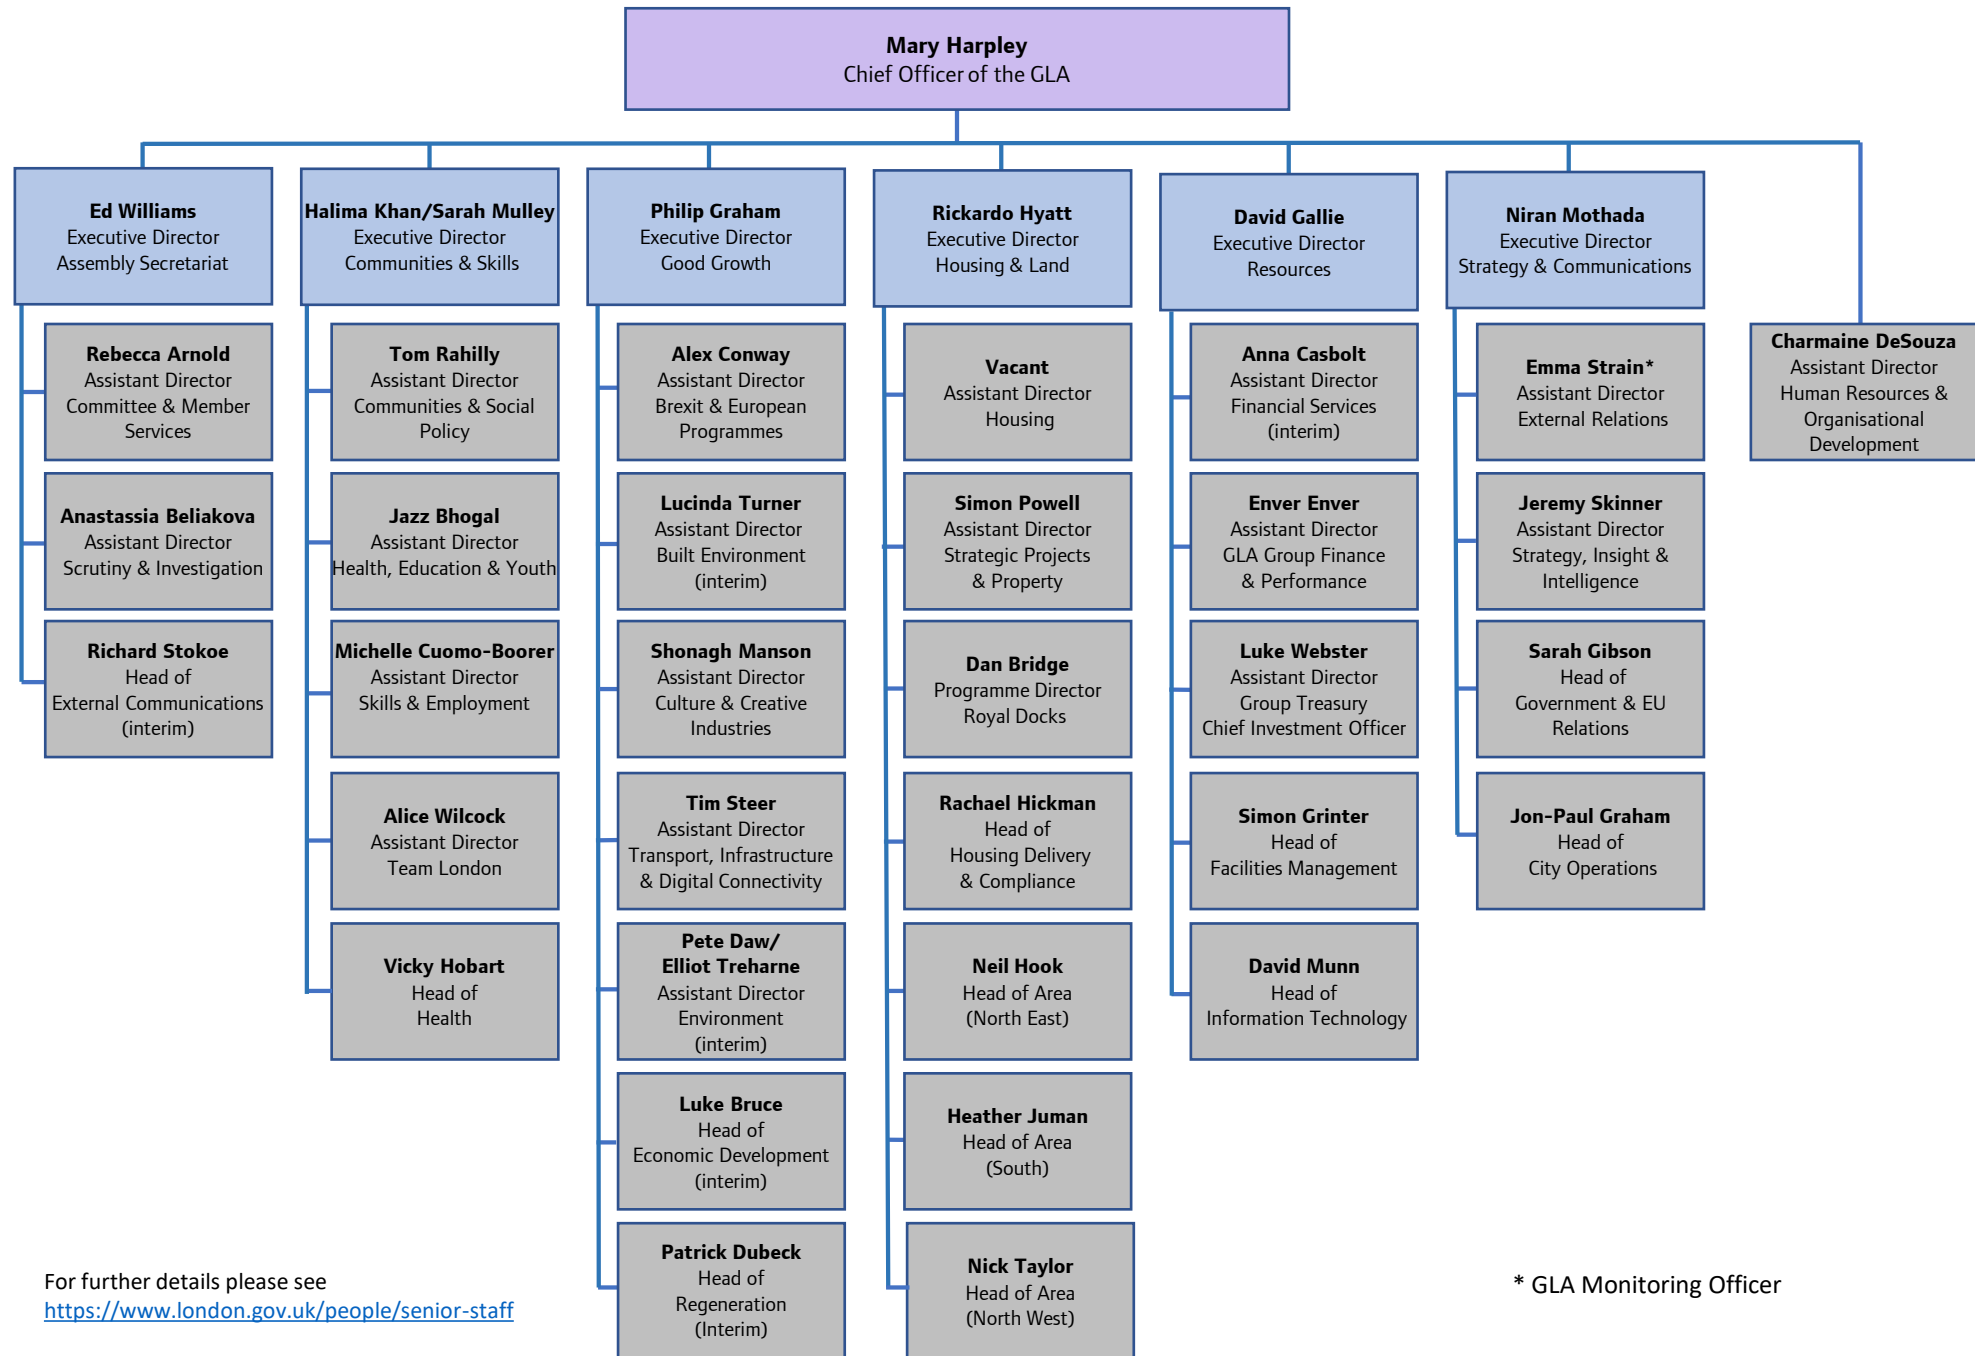 Mary Harpley
Chief Officer of the GLA
Ed Williams
Executive Director
Assembly Secretariat
Rebecca Arnold
Assistant Director
Committee & Member
Services
Anastassia Beliakova
Assistant Director
Scrutiny & Investigation
Richard Stokoe
Head of
External Communications
(interim)
Halima Khan/Sarah Mulley
Executive Director
Communities & Skills
Tom Rahilly
Assistant Director
Communities & Social
Policy
Jazz Bhogal
Assistant Director
Health, Education & Youth
Michelle Cuomo-Boorer
Assistant Director
Skills & Employment
Alice Wilcock
Assistant Director
Team London
Vicky Hobart
Head of
Health
Philip Graham
Executive Director
Good Growth
Alex Conway
Assistant Director
Brexit & European
Programmes
Lucinda Turner
Assistant Director
Built Environment
(interim)
Shonagh Manson
Assistant Director
Culture & Creative
Industries
Tim Steer
Assistant Director
Transport, Infrastructure
& Digital Connectivity
Pete Daw/
Elliot Treharne
Assistant Director
Environment
(interim)
Luke Bruce
Head of
Economic Development
(interim)
Patrick Dubeck
Head of
Regeneration
(Interim)
Rickardo Hyatt
Executive Director
Housing & Land
Vacant
Assistant Director
Housing
Simon Powell
Assistant Director
Strategic Projects
& Property
Dan Bridge
Programme Director
Royal Docks
Rachael Hickman
Head of
Housing Delivery
& Compliance
Neil Hook
Head of Area
(North East)
Heather Juman
Head of Area
(South)
Nick Taylor
Head of Area
(North West)
David Gallie
Executive Director
Resources
Anna Casbolt
Assistant Director
Financial Services
(interim)
Enver Enver
Assistant Director
GLA Group Finance
& Performance
Luke Webster
Assistant Director
Group Treasury
Chief Investment Officer
Simon Grinter
Head of
Facilities Management
David Munn
Head of
Information Technology
Niran Mothada
Executive Director
Strategy & Communications
Emma Strain*
Assistant Director
External Relations
Jeremy Skinner
Assistant Director
Strategy, Insight &
Intelligence
Sarah Gibson
Head of
Government & EU
Relations
Jon-Paul Graham
Head of
City Operations
Charmaine DeSouza
Assistant Director
Human Resources &
Organisational
Development
For further details please see
https://www.london.gov.uk/people/senior-staff
* GLA Monitoring Officer